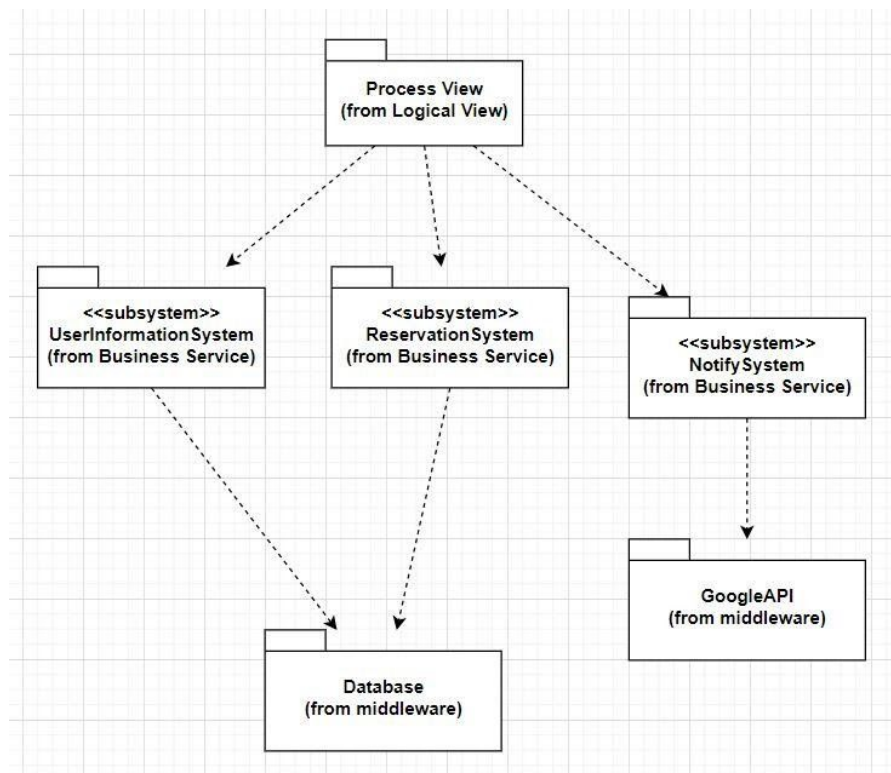 Process View
(from Logical View)
<<subsystem>>
UserInformationSystem
(from Business Service)
<<subsystem>>
ReservationSystem
(from Business Service)
<<subsystem>>
NotifySystem
(from Business Service)
GoogleAPI
(from middleware)
Database
(from middleware)